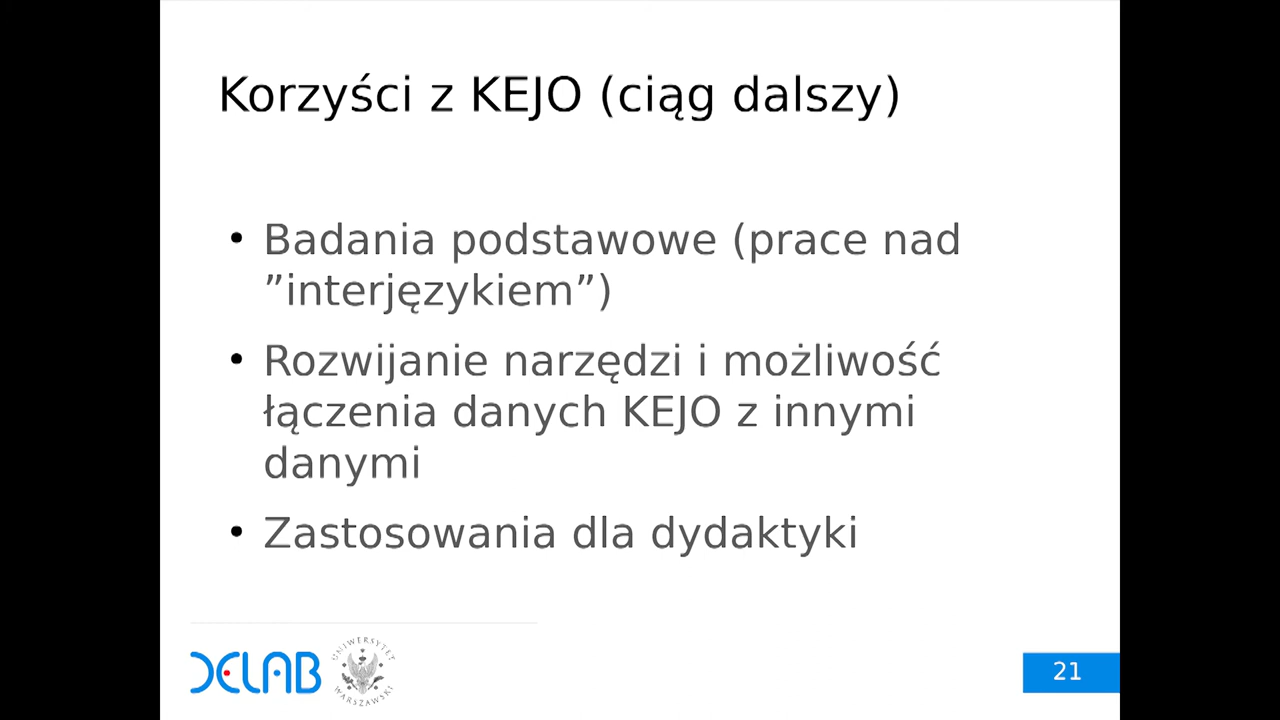 Korzyści z KEJO (ciąg dalszy)
• Badania podstawowe (prace nad
”interjęzykiem”)
• Rozwijanie narzędzi i możliwość
łączenia danych KEJO z innymi
danymi
• Zastosowania dla dydaktyki
DELAB
UNIWERSYTET
WARSZAWSKI
21